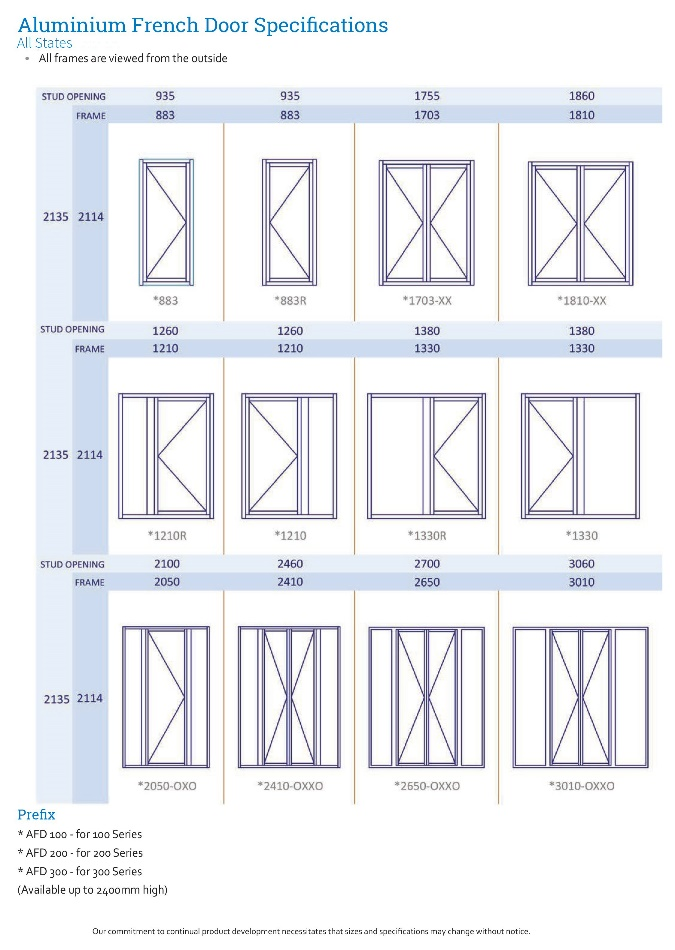 Aluminium French Door Specifications
All States
• All frames are viewed from the outside
STUD OPENING 935 935 1755 1860
FRAME 883 883 1703 1810
2135 2114
*883 *883R *1703-XX *1810-XX
STUD OPENING 1260 1260 1380 1380
FRAME 1210 1210 1330 1330
2135 2114
*1210R *1210 *1330R *1330
STUD OPENING 2100 2460 2700 3060
FRAME 2050 2410 2650 3010
2135 2114
*2050-OXO *2410-OXXO *2650-OXXO *3010-OXXO
Prefix
* AFD 100 - for 100 Series
* AFD 200 - for 200 Series
* AFD 300 - for 300 Series
(Available up to 2400mm high)
Our commitment to continual product development necessitates that sizes and specifications may change without notice.